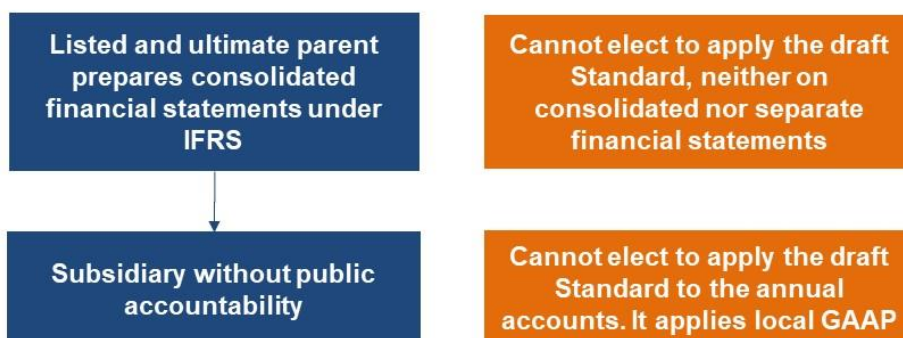 Listed and ultimate parent
prepares consolidated
financial statements under
IFRS
Cannot elect to apply the draft
Standard, neither on
consolidated nor separate
financial statements
Subsidiary without public
accountability
Cannot elect to apply the draft
Standard to the annual
accounts. It applies local GAAP